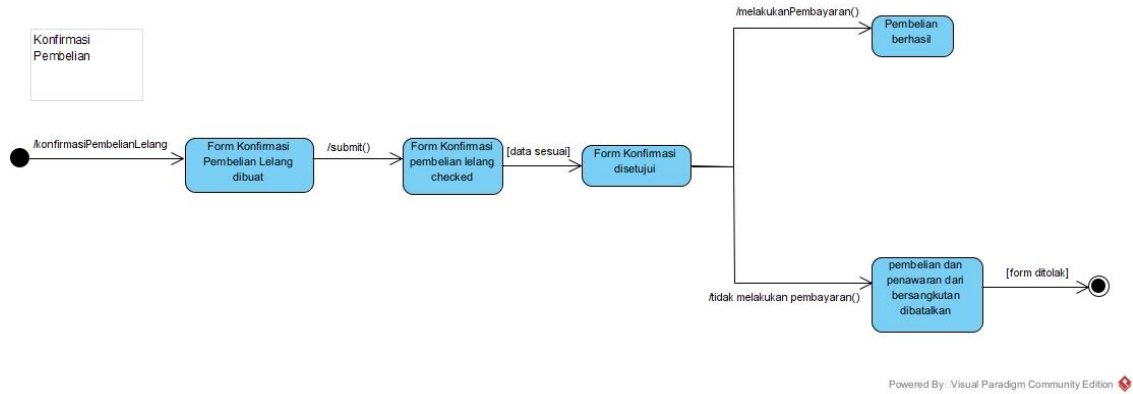 /melakukanPembayaran()
Pembelian
berhasil
Konfirmasi
Pembelian
/konfirmasiPembelianLelang
Form Konfirmasi
Pembelian Lelang
dibuat
/submit()
Form Konfirmasi
pembelian lelang
checked
[data sesuai]
Form Konfirmasi
disetujui
/tidak melakukan pembayaran()
pembelian dan
penawaran dari
bersangkutan
dibatalkan
[form ditolak]
Powered By Visual Paradigm Community Edition